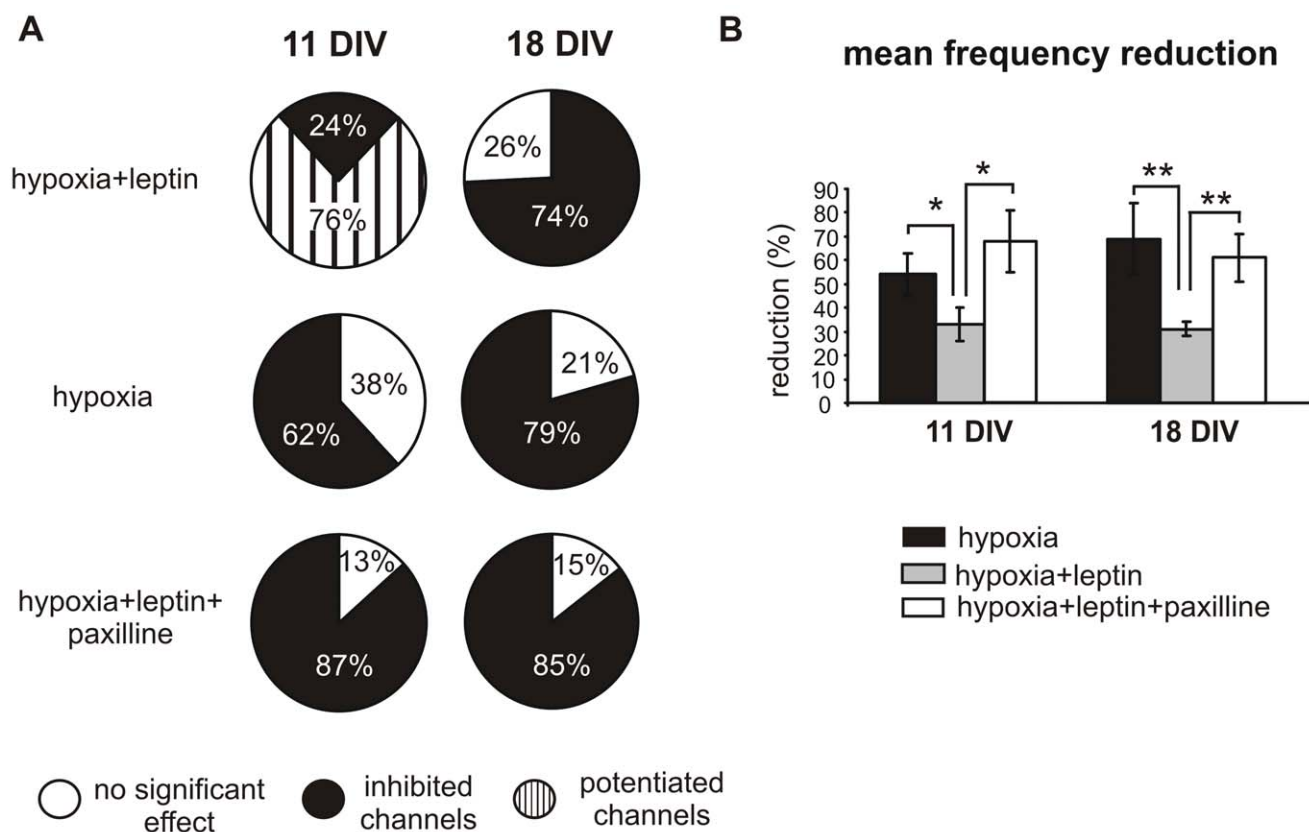 A
11 DIV
18 DIV
hypoxia+leptin
24%
76%
26%
74%
hypoxia
38%
62%
21%
79%
hypoxia+leptin+
paxilline
13%
87%
15%
85%
no significant
effect
inhibited
channels
potentiated
channels
B
mean frequency reduction
reduction (%)
90
80
70
60
50
40
30
20
10
0
*
*
**
**
11 DIV
18 DIV
hypoxia
hypoxia+leptin
hypoxia+leptin+paxilline